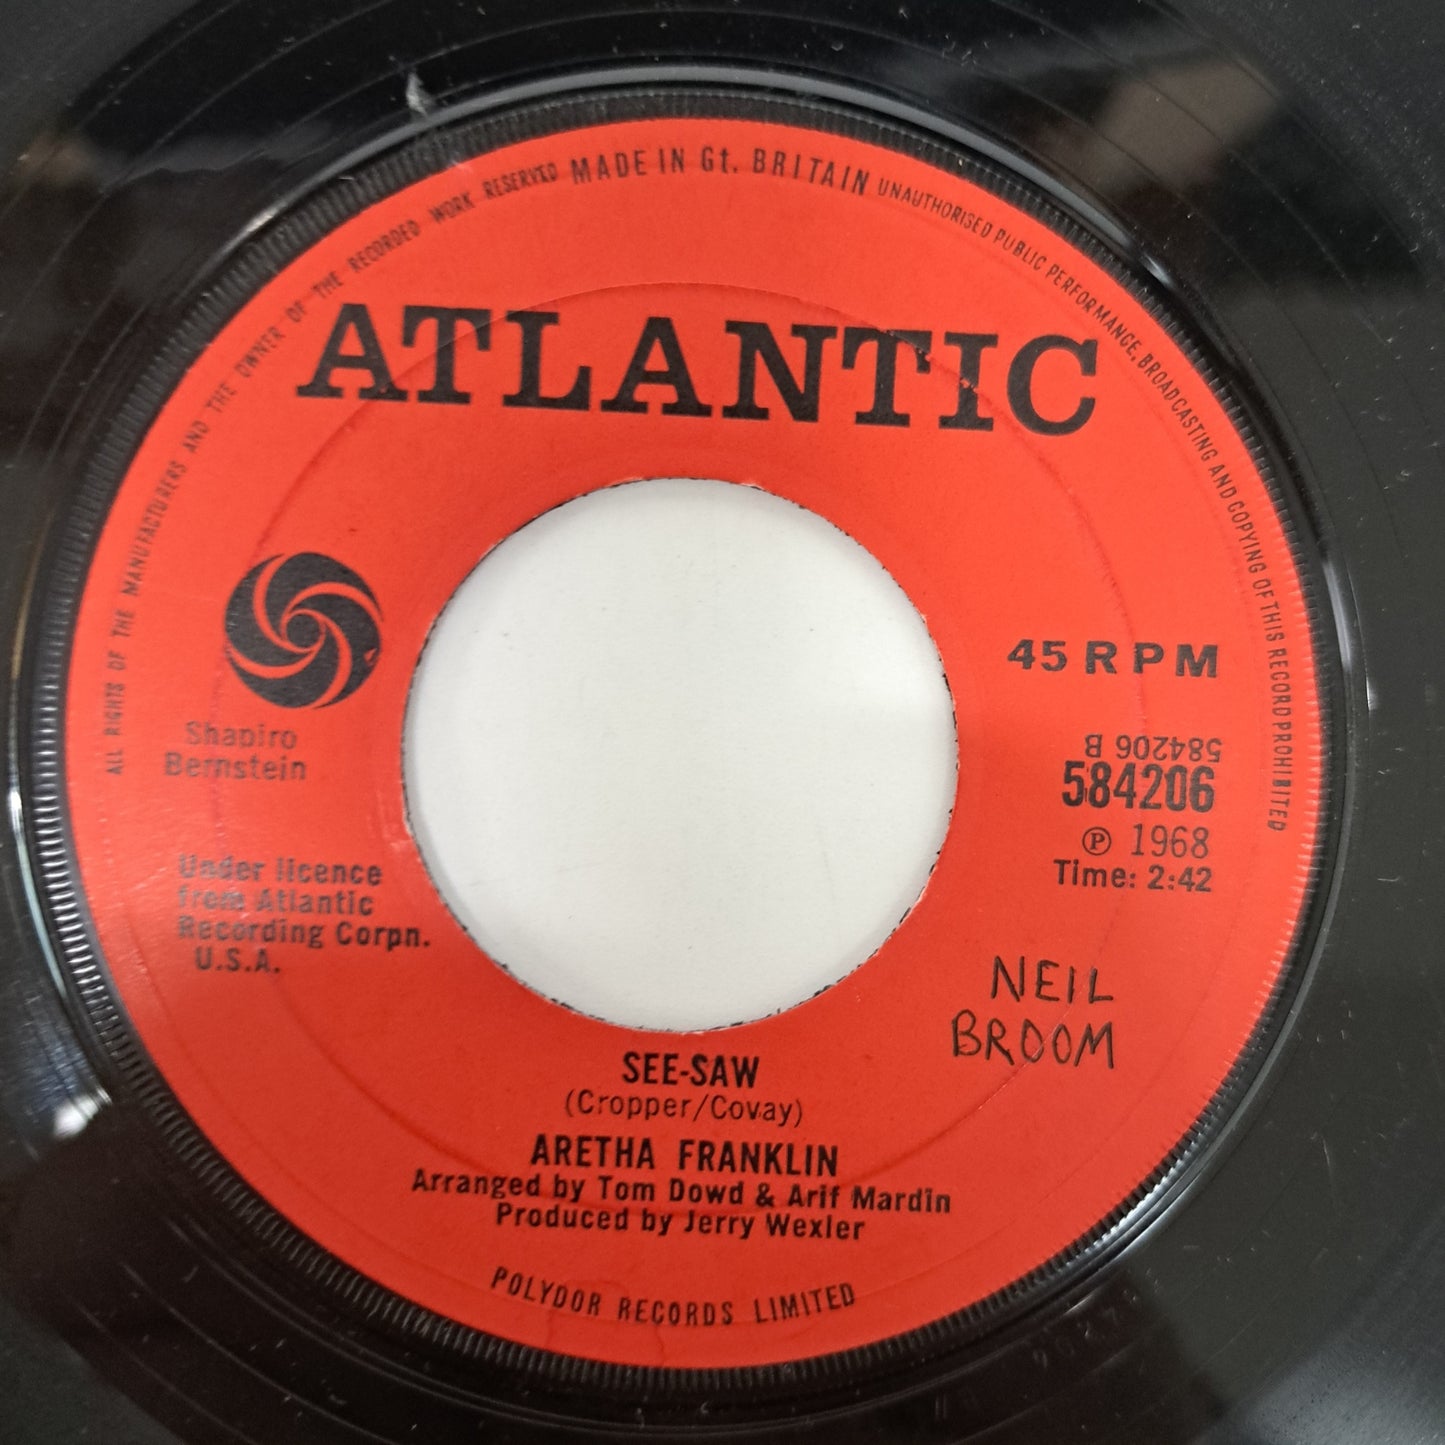 ALL RIGHTS OF THE MANUFACTURERS AND THE OWNER OF THE RECORDED WORK RESERVED MADE IN Gt. BRITAIN UNAUTHORISED PUBLIC PERFORMANCE, BROADCASTING AND COPYING OF THIS RECORD PROHIBITED
ATLANTIC
45 RPM
Shapiro
Bernstein
584206 B
584206
℗ 1968
Time: 2:42
Under licence
from Atlantic
Recording Corpn.
U.S.A.
NEIL
BROOM
SEE-SAW
(Cropper/Covay)
ARETHA FRANKLIN
Arranged by Tom Dowd & Arif Mardin
Produced by Jerry Wexler
POLYDOR RECORDS LIMITED